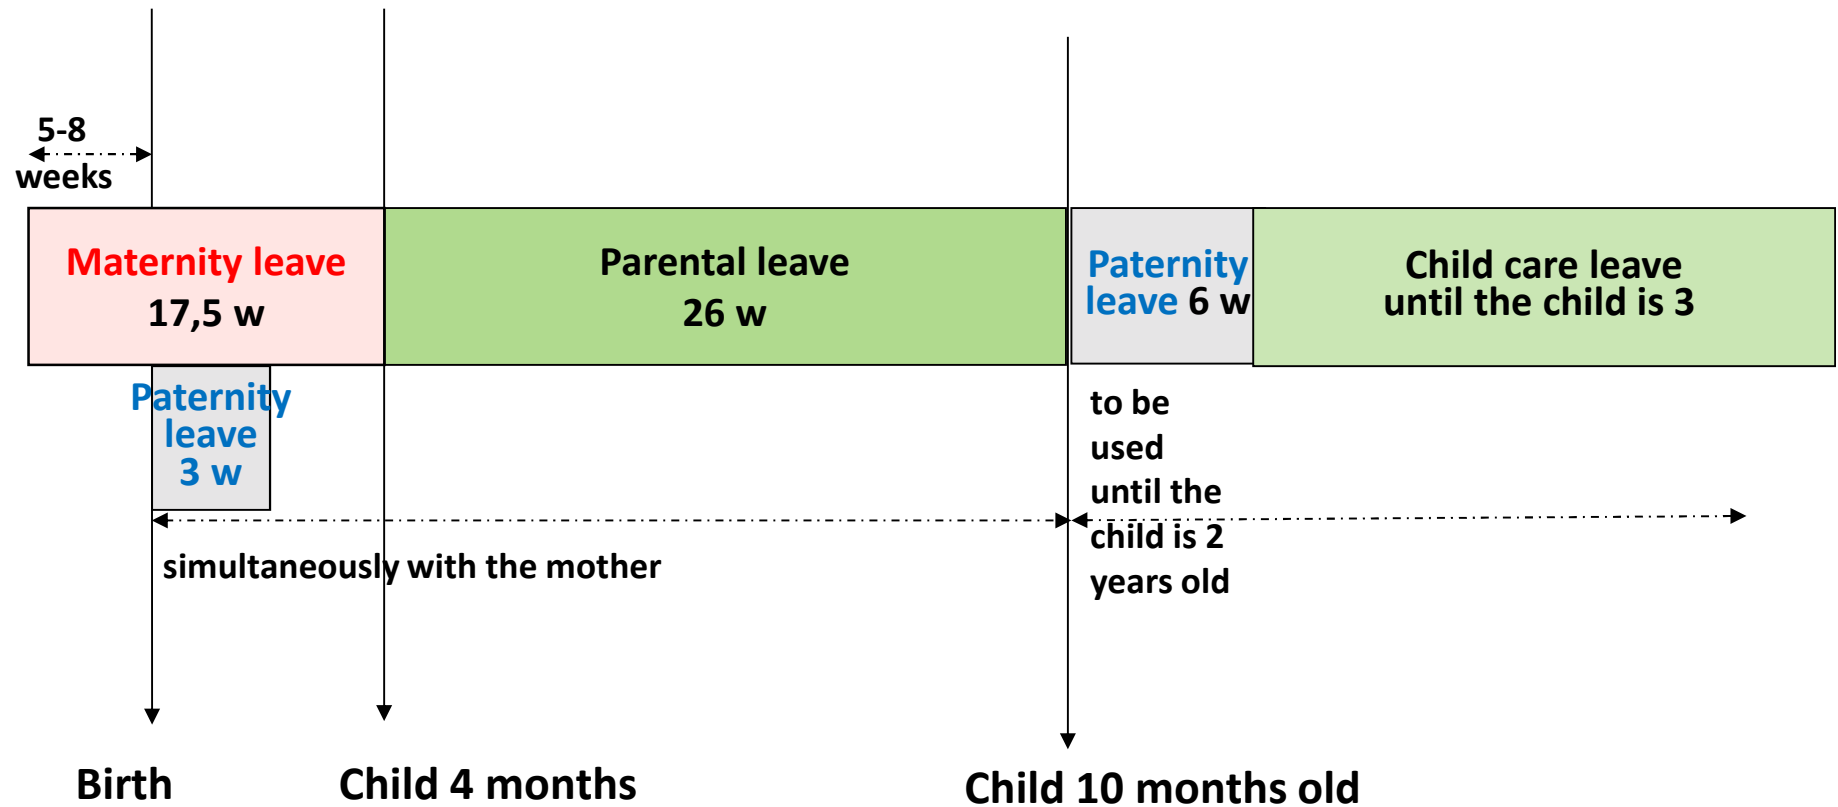 5-8
weeks
Maternity leave
17,5 w
Parental leave
26 w
Paternity
leave 6 w
Child care leave
until the child is 3
Paternity
leave
3 w
to be
used
until the
child is 2
years old
simultaneously with the mother
Birth
Child 4 months
Child 10 months old